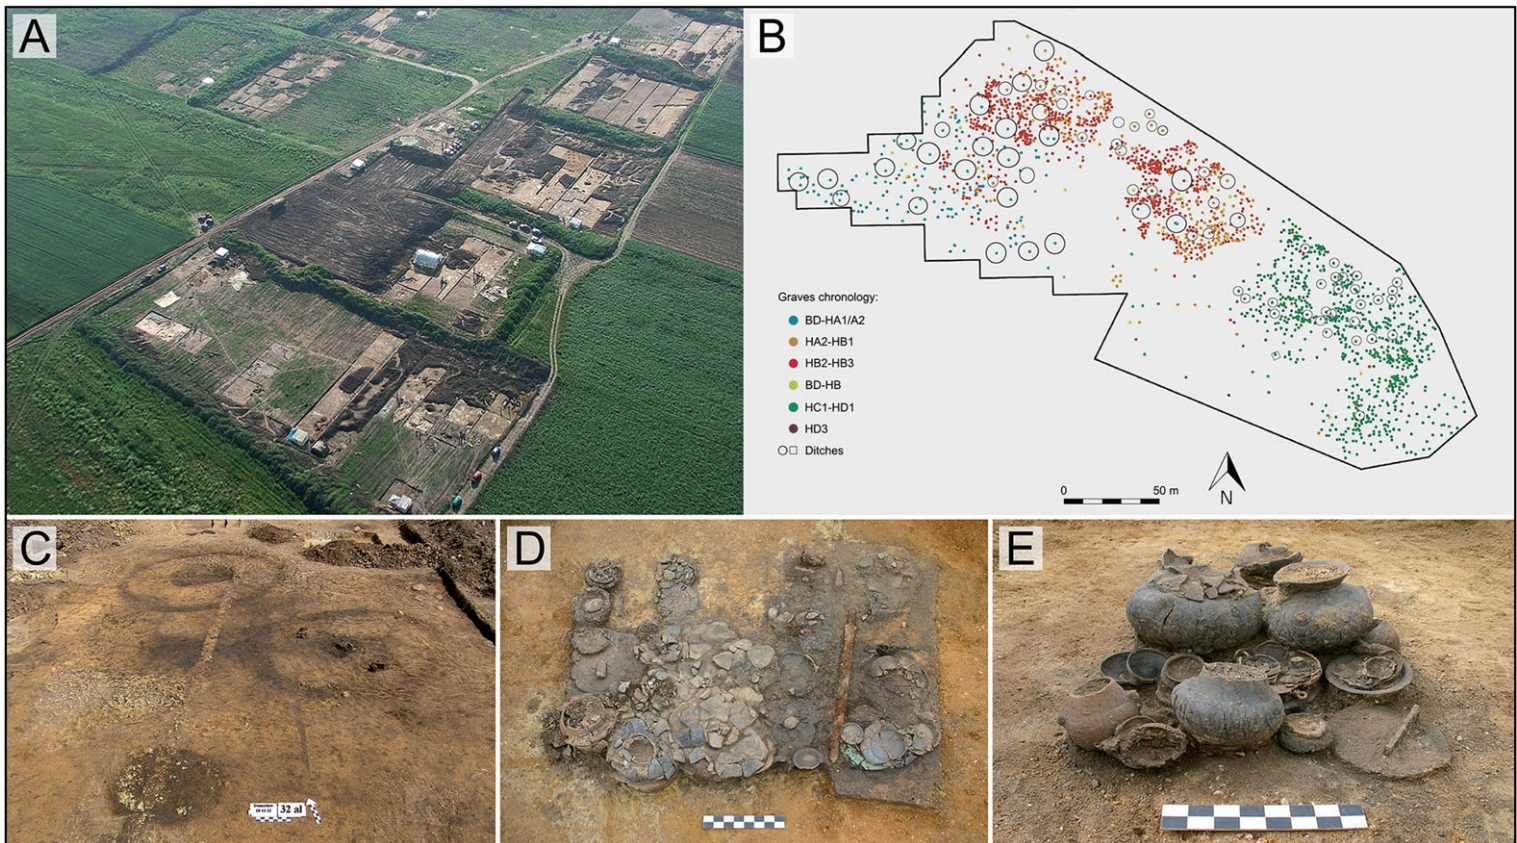 A
B
Graves chronology:
BD-HA1/A2
HA2-HB1
HB2-HB3
BD-HB
HC1-HD1
HD3
Ditches
0 50 m
N
C
32 al
D
E